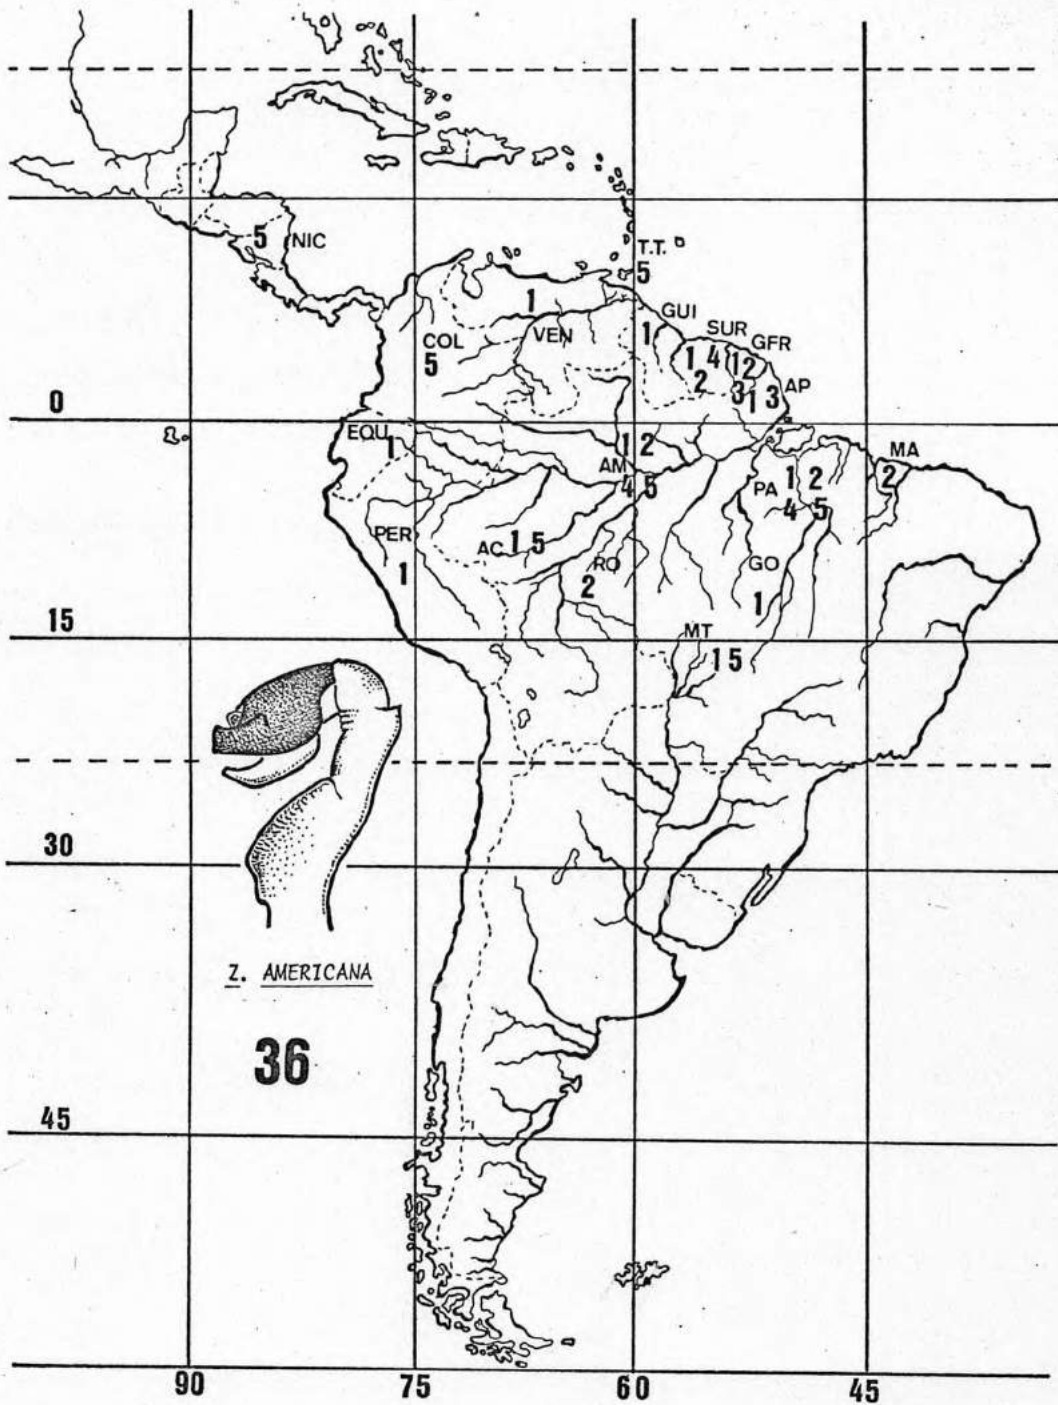 5 NIC
T.T.
5
1
GUI
COL
VEN
1
SUR
GFR
5
1 4
1 2
AP
2
3 1 3
0
EQU
1
1 2
MA
AM
PA
1 2
2
4 5
4 5
PER
AC 1 5
RO
GO
1
2
1
15
MT
1 5
30
Z. AMERICANA
36
45
90 75 60 45